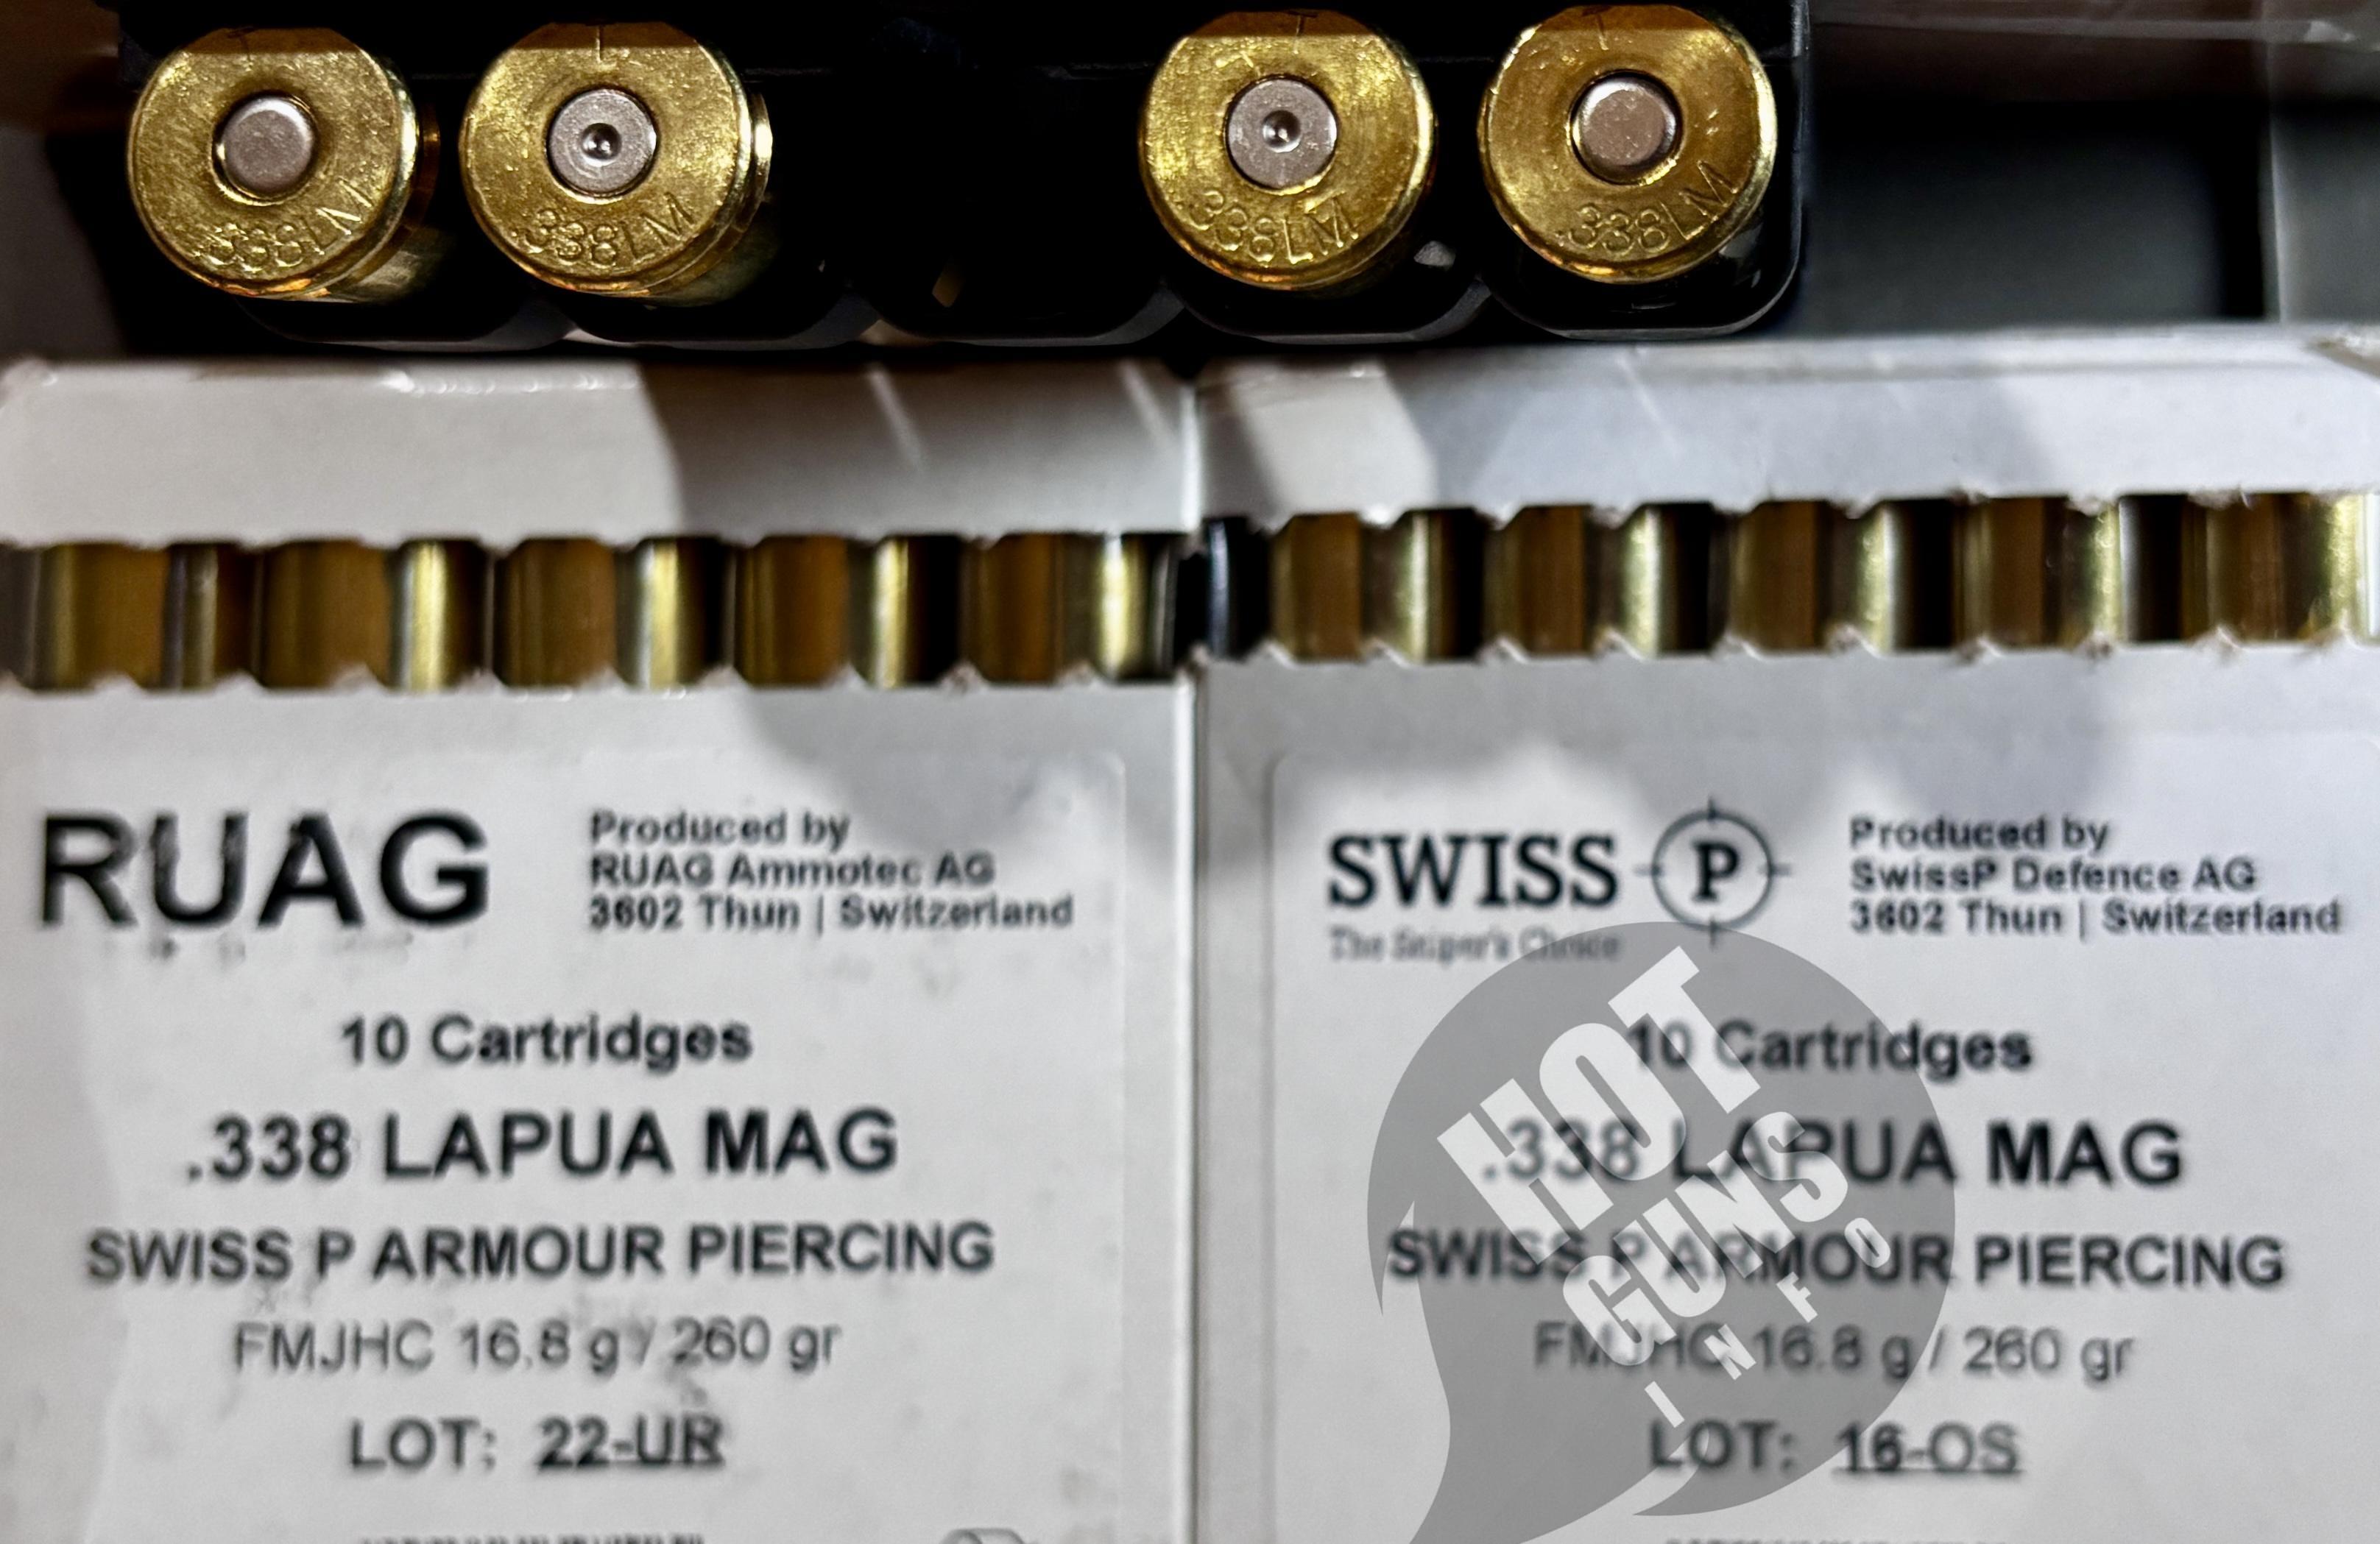 .338LM
.338LM
.338LM
.338LM
RUAG
Produced by
RUAG Ammotec AG
3602 Thun | Switzerland
10 Cartridges
.338 LAPUA MAG
SWISS P ARMOUR PIERCING
FMJHC 16.8 g / 260 gr
LOT: 22-UR
SWISS P
The Sniper's Choice
Produced by
SwissP Defence AG
3602 Thun | Switzerland
10 Cartridges
.338 LAPUA MAG
SWISS P ARMOUR PIERCING
FMJHC 16.8 g / 260 gr
LOT: 16-OS
HOT
GUNS
INFO